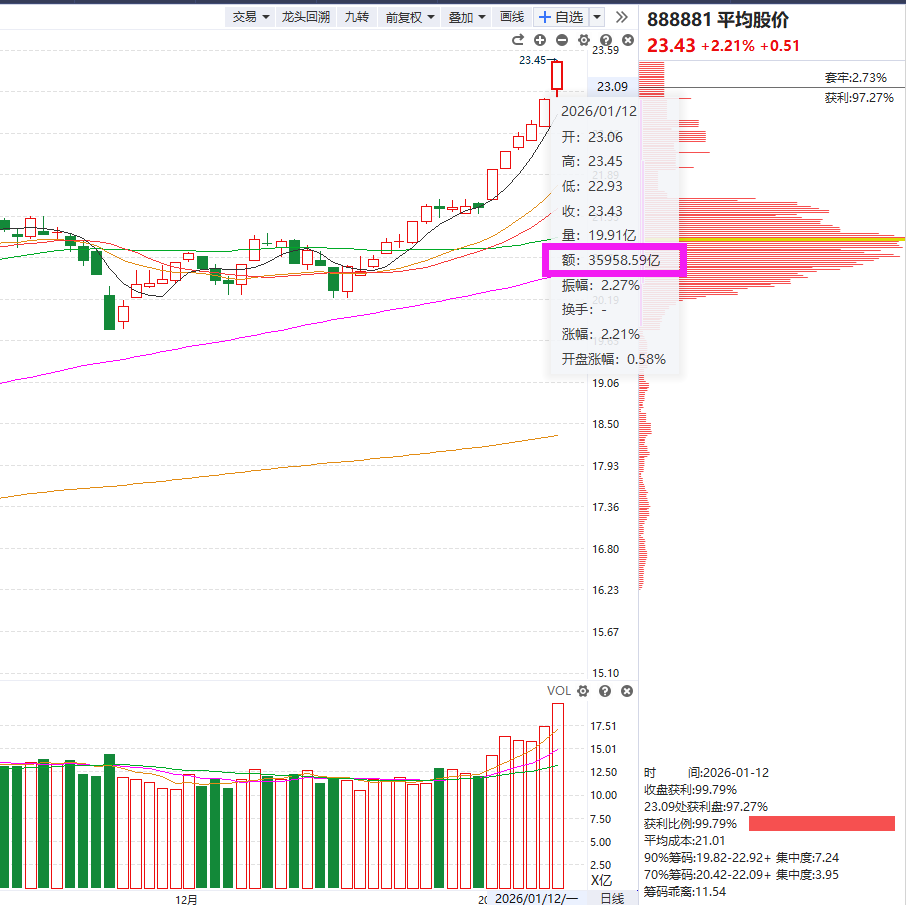 交易 龙头回溯 九转 前复权 叠加 画线 自选
888881 平均股价
23.43 +2.21% +0.51
23.59
23.45
23.09
套牢:2.73%
获利:97.27%
2026/01/12
开: 23.06
高: 23.45
低: 22.93
收: 23.43
量: 19.91亿
额: 35958.59亿
振幅: 2.27%
换手: -
涨幅: 2.21%
开盘涨幅: 0.58%
20.19
19.06
18.50
17.93
17.36
16.80
16.23
15.67
15.10
VOL
17.51
15.01
12.50
10.00
7.50
5.00
2.50
X亿
12月
2026/01/12/一
日线
时 间:2026-01-12
收盘获利:99.79%
23.09处获利盘:97.27%
获利比例:99.79%
平均成本:21.01
90%筹码:19.82-22.92+ 集中度:7.24
70%筹码:20.42-22.09+ 集中度:3.95
筹码乖离:11.54